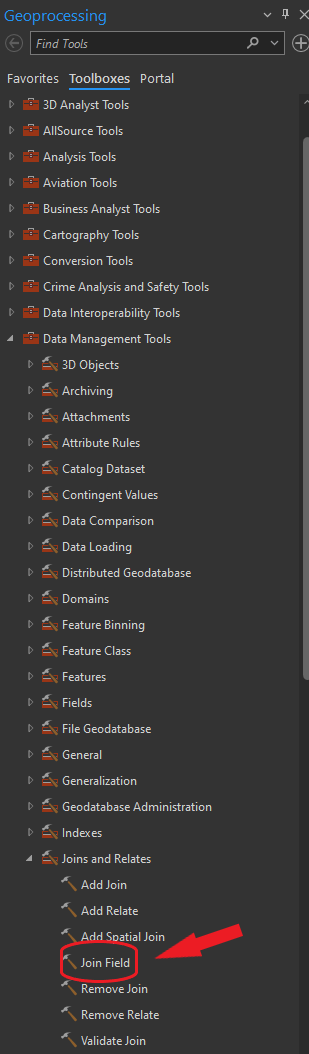 Geoprocessing
Find Tools
Favorites Toolboxes Portal
3D Analyst Tools
AllSource Tools
Analysis Tools
Aviation Tools
Business Analyst Tools
Cartography Tools
Conversion Tools
Crime Analysis and Safety Tools
Data Interoperability Tools
Data Management Tools
3D Objects
Archiving
Attachments
Attribute Rules
Catalog Dataset
Contingent Values
Data Comparison
Data Loading
Distributed Geodatabase
Domains
Feature Binning
Feature Class
Features
Fields
File Geodatabase
General
Generalization
Geodatabase Administration
Indexes
Joins and Relates
Add Join
Add Relate
Add Spatial Join
Join Field
Remove Join
Remove Relate
Validate Join